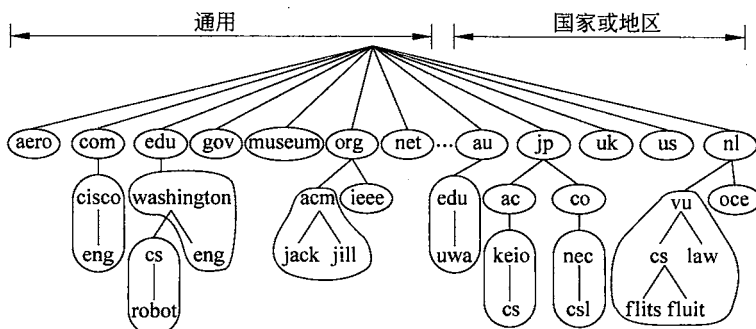 通用 国家或地区
aero com edu gov museum org net ... au jp uk us nl
cisco washington acm ieee edu ac co vu oce
eng cs eng jack jill uwa keio nec cs law
robot cs csl flits fluit